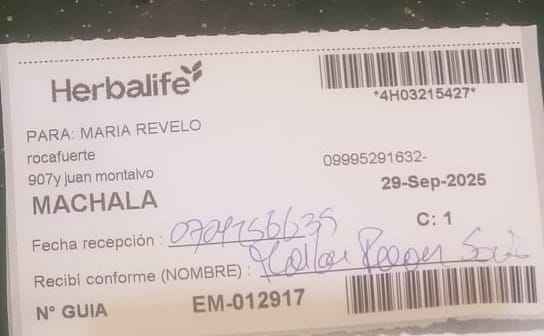 Herbalife
*4H03215427*
PARA: MARIA REVELO
rocafuerte
09995291632-
907y juan montalvo
29-Sep-2025
MACHALA
C: 1
Fecha recepción : 0704756635
Recibí conforme (NOMBRE) :
N° GUIA EM-012917